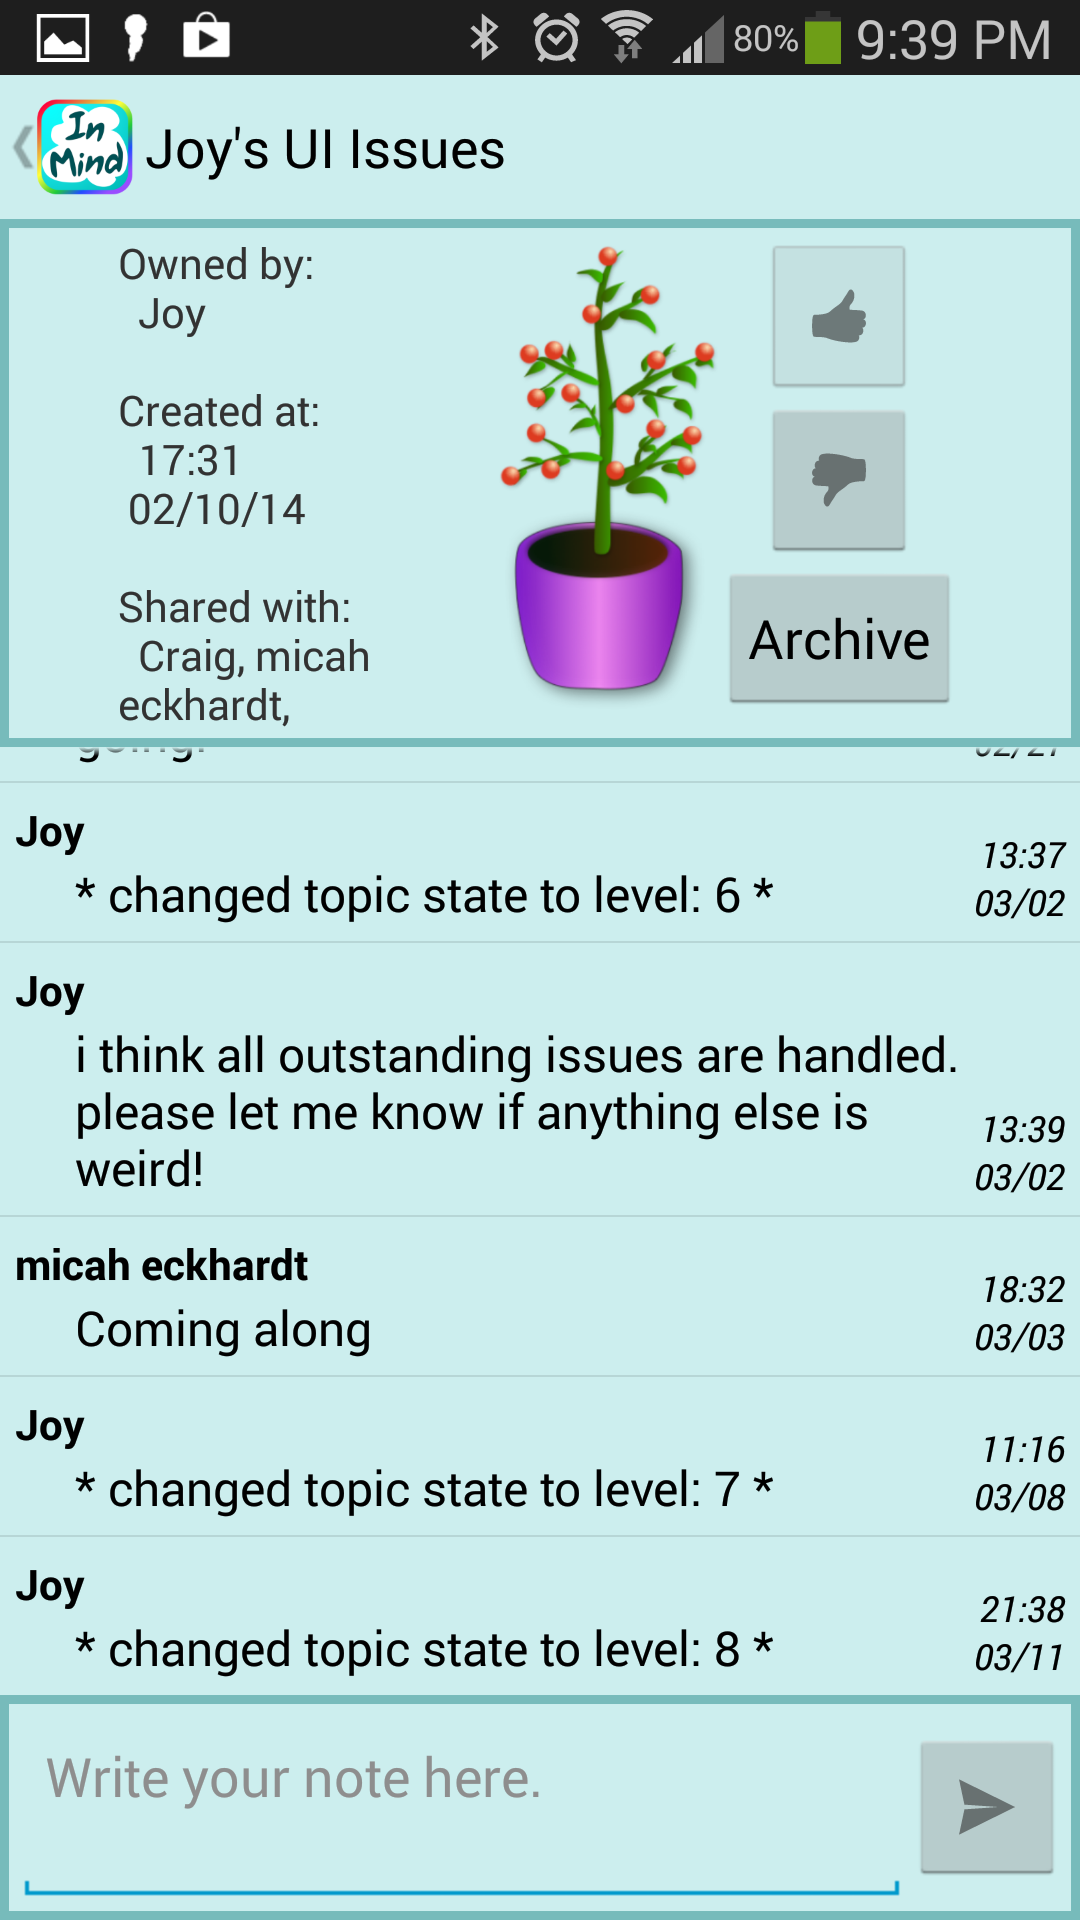 80% 9:39 PM
In
Mind
Joy's UI Issues
Owned by:
Joy
Created at:
17:31
02/10/14
Shared with:
Craig, micah
eckhardt,
Archive
Joy
* changed topic state to level: 6 *
13:37
03/02
Joy
i think all outstanding issues are handled.
please let me know if anything else is
weird!
13:39
03/02
micah eckhardt
Coming along
18:32
03/03
Joy
* changed topic state to level: 7 *
11:16
03/08
Joy
* changed topic state to level: 8 *
21:38
03/11
Write your note here.